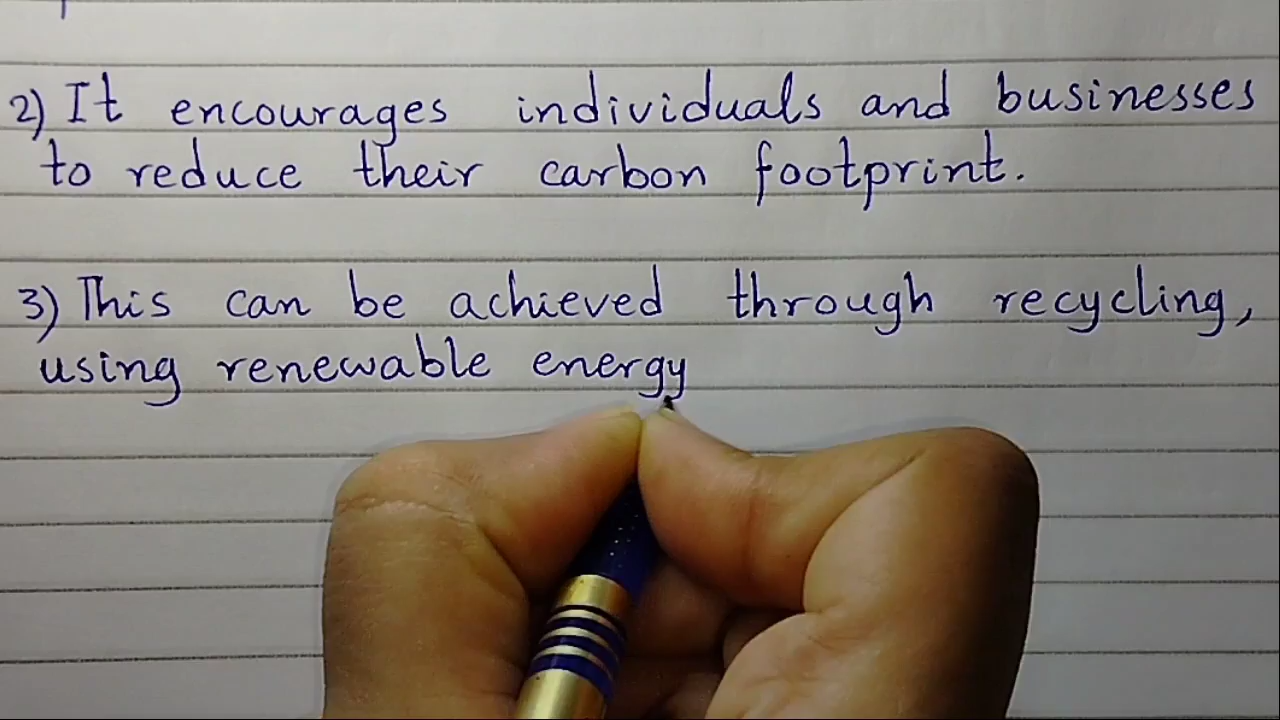 2) It encourages individuals and businesses
to reduce their carbon footprint.
3) This can be achieved through recycling,
using renewable energy